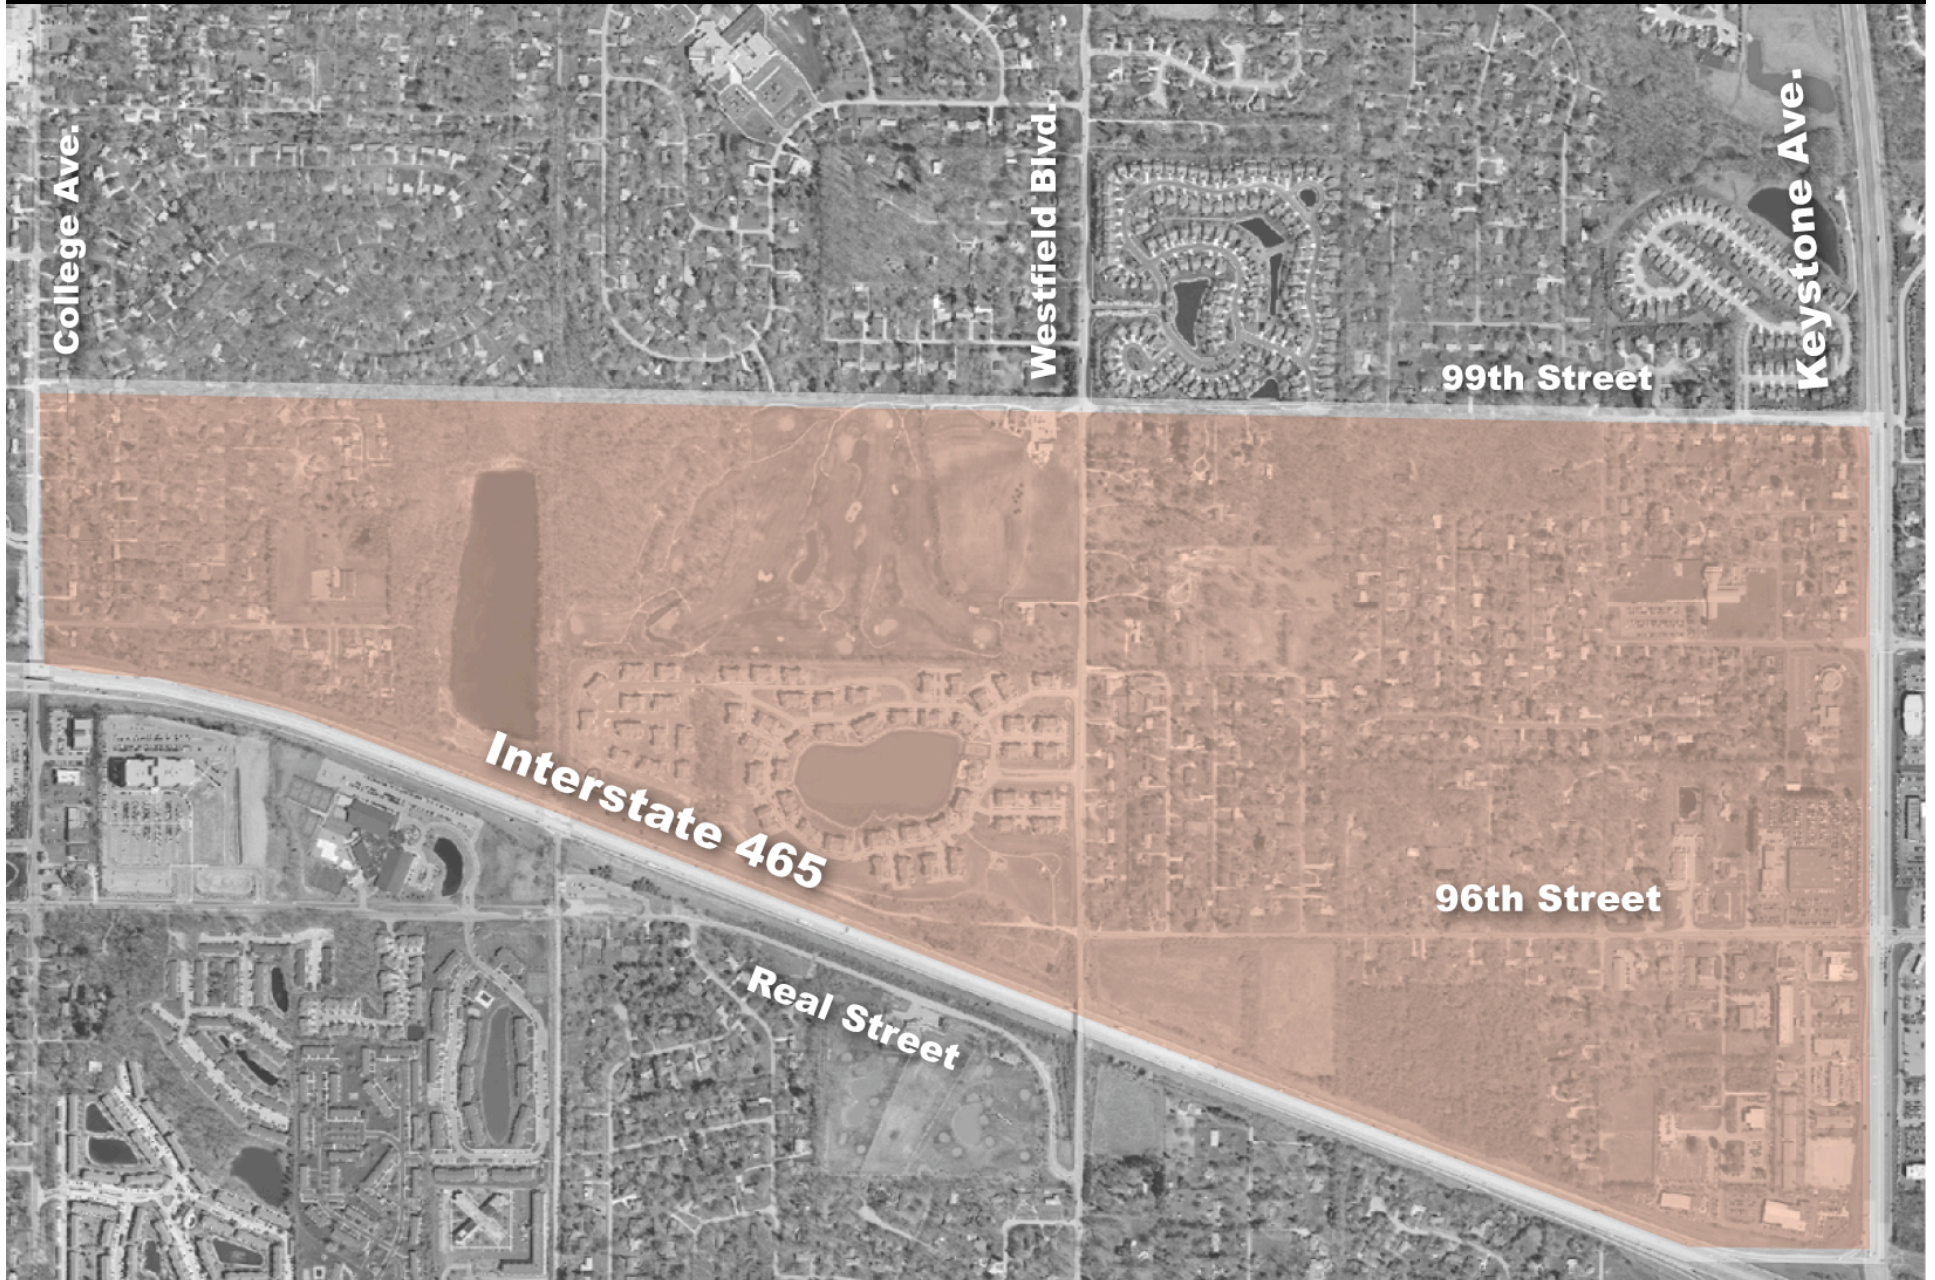 College Ave.
Westfield Blvd.
Keystone Ave.
99th Street
Interstate 465
96th Street
Real Street